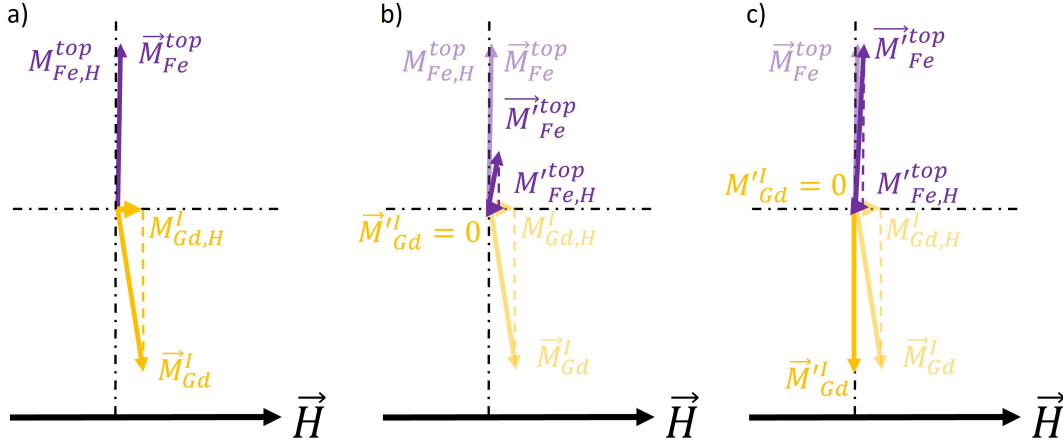 a)
$M_{Fe,H}^{top}$ $\vec{M}_{Fe}^{top}$
$M_{Gd,H}^{I}$
$\vec{M}_{Gd}^{I}$
$\vec{H}$
b)
$M_{Fe,H}^{top}$ $\vec{M}_{Fe}^{top}$
$\overrightarrow{M'}_{Fe}^{top}$
$M'^{top}_{Fe,H}$
$\vec{M}'^{I}_{Gd} = 0$ $M_{Gd,H}^{I}$
$\vec{M}_{Gd}^{I}$
$\vec{H}$
c)
$\vec{M}_{Fe}^{top}$ $\overrightarrow{M'}_{Fe}^{top}$
$M'^{I}_{Gd} = 0$ $M'^{top}_{Fe,H}$
$M_{Gd,H}^{I}$
$\vec{M}'^{I}_{Gd}$ $\vec{M}_{Gd}^{I}$
$\vec{H}$